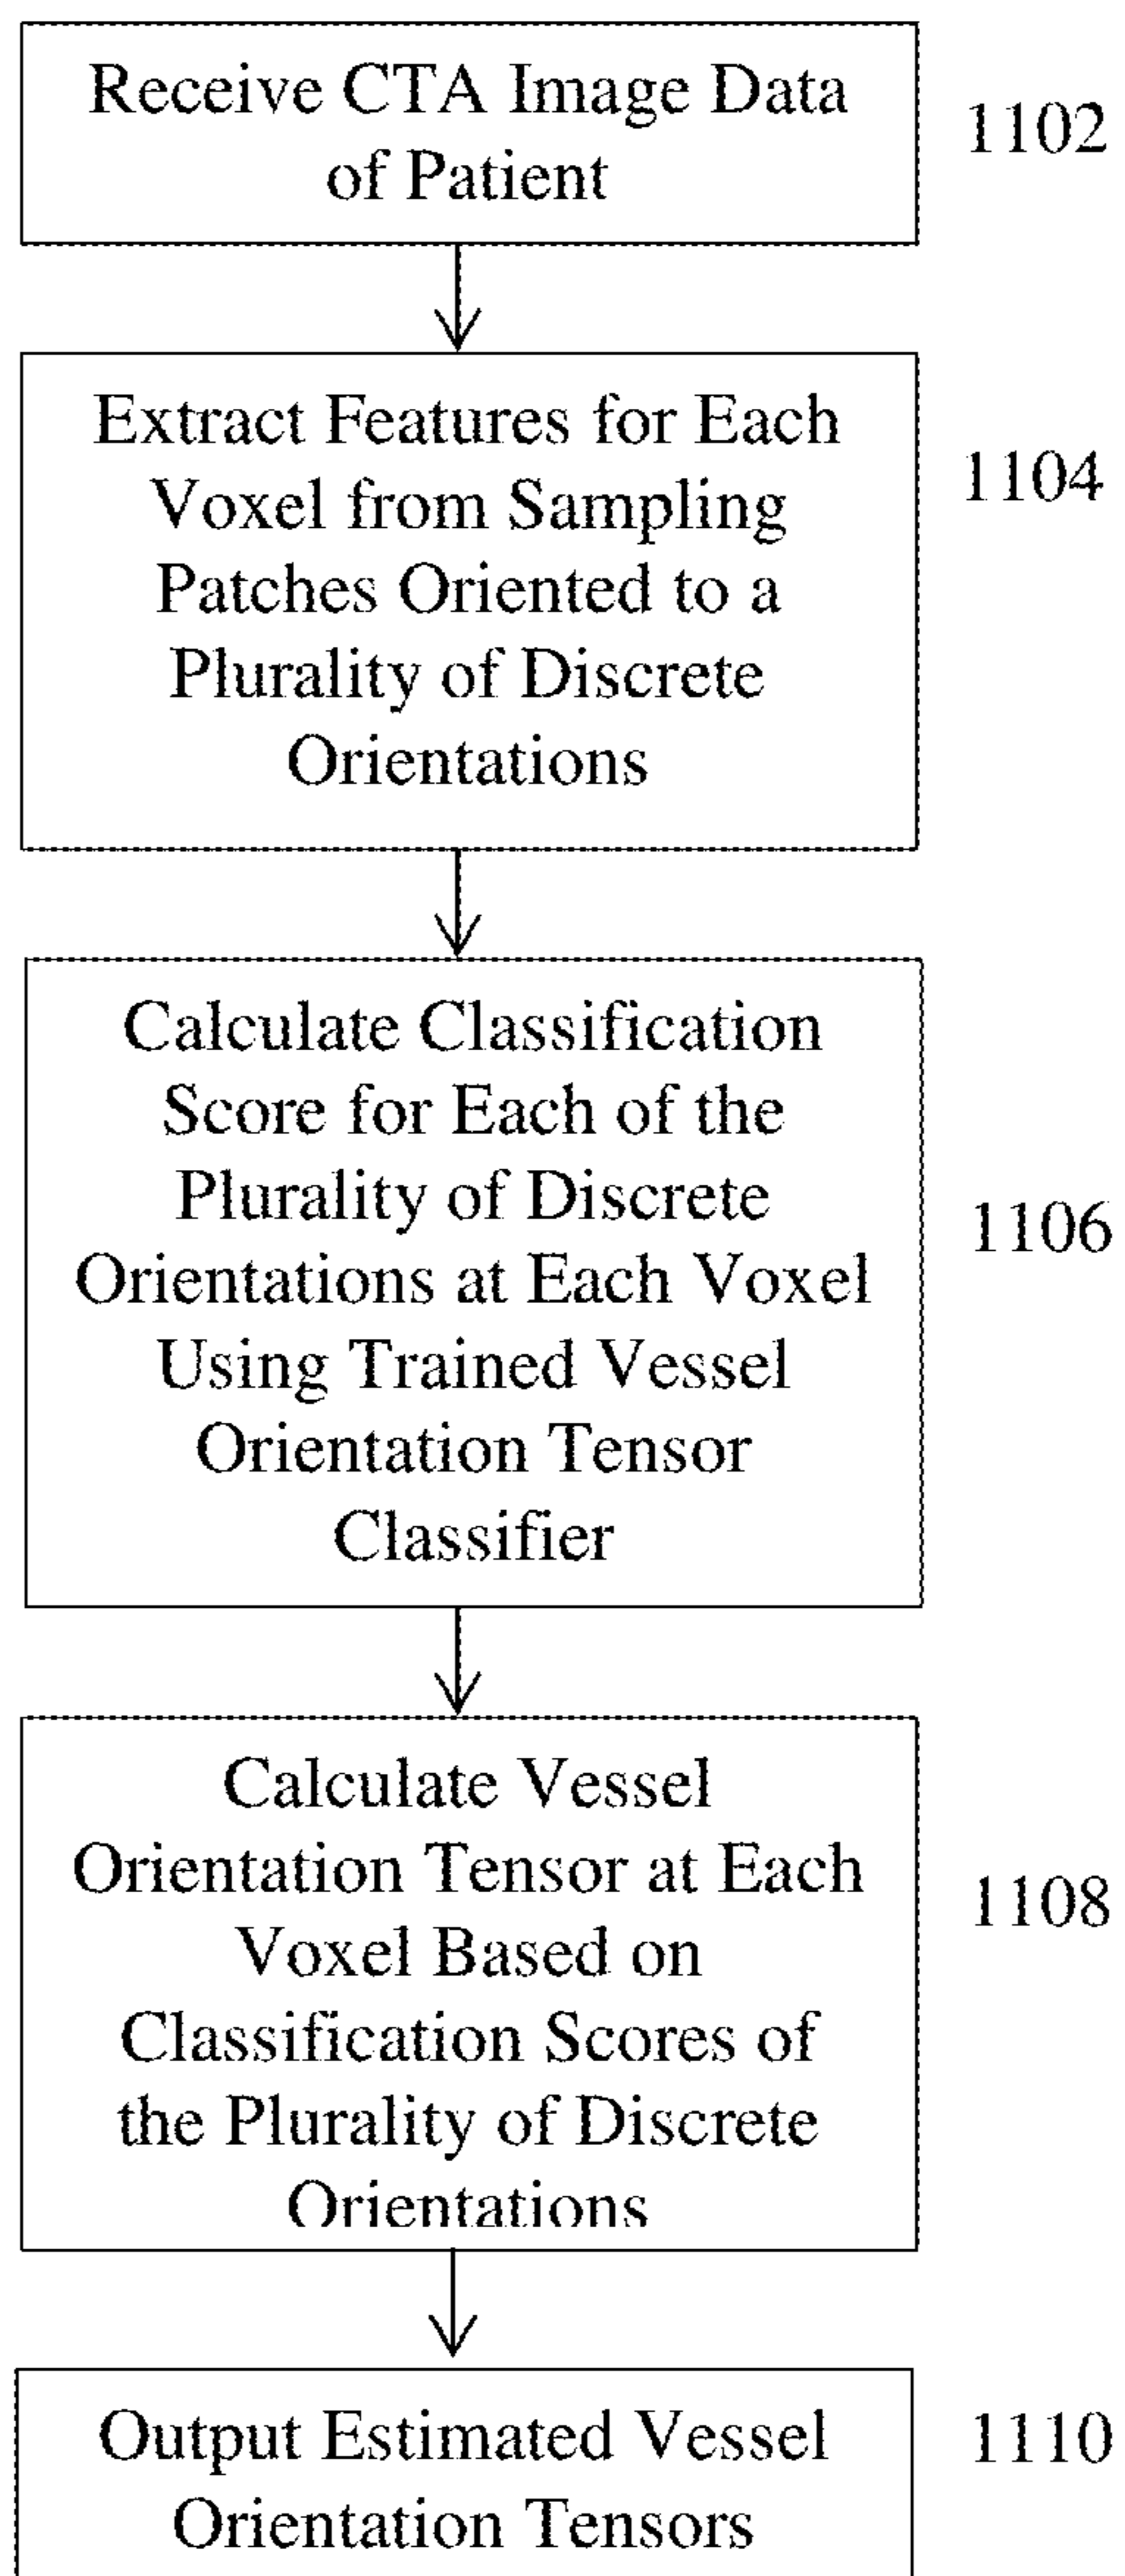 Receive CTA Image Data
of Patient
1102
Extract Features for Each
Voxel from Sampling
Patches Oriented to a
Plurality of Discrete
Orientations
1104
Calculate Classification
Score for Each of the
Plurality of Discrete
Orientations at Each Voxel
Using Trained Vessel
Orientation Tensor
Classifier
1106
Calculate Vessel
Orientation Tensor at Each
Voxel Based on
Classification Scores of
the Plurality of Discrete
Orientations
1108
Output Estimated Vessel
Orientation Tensors
1110